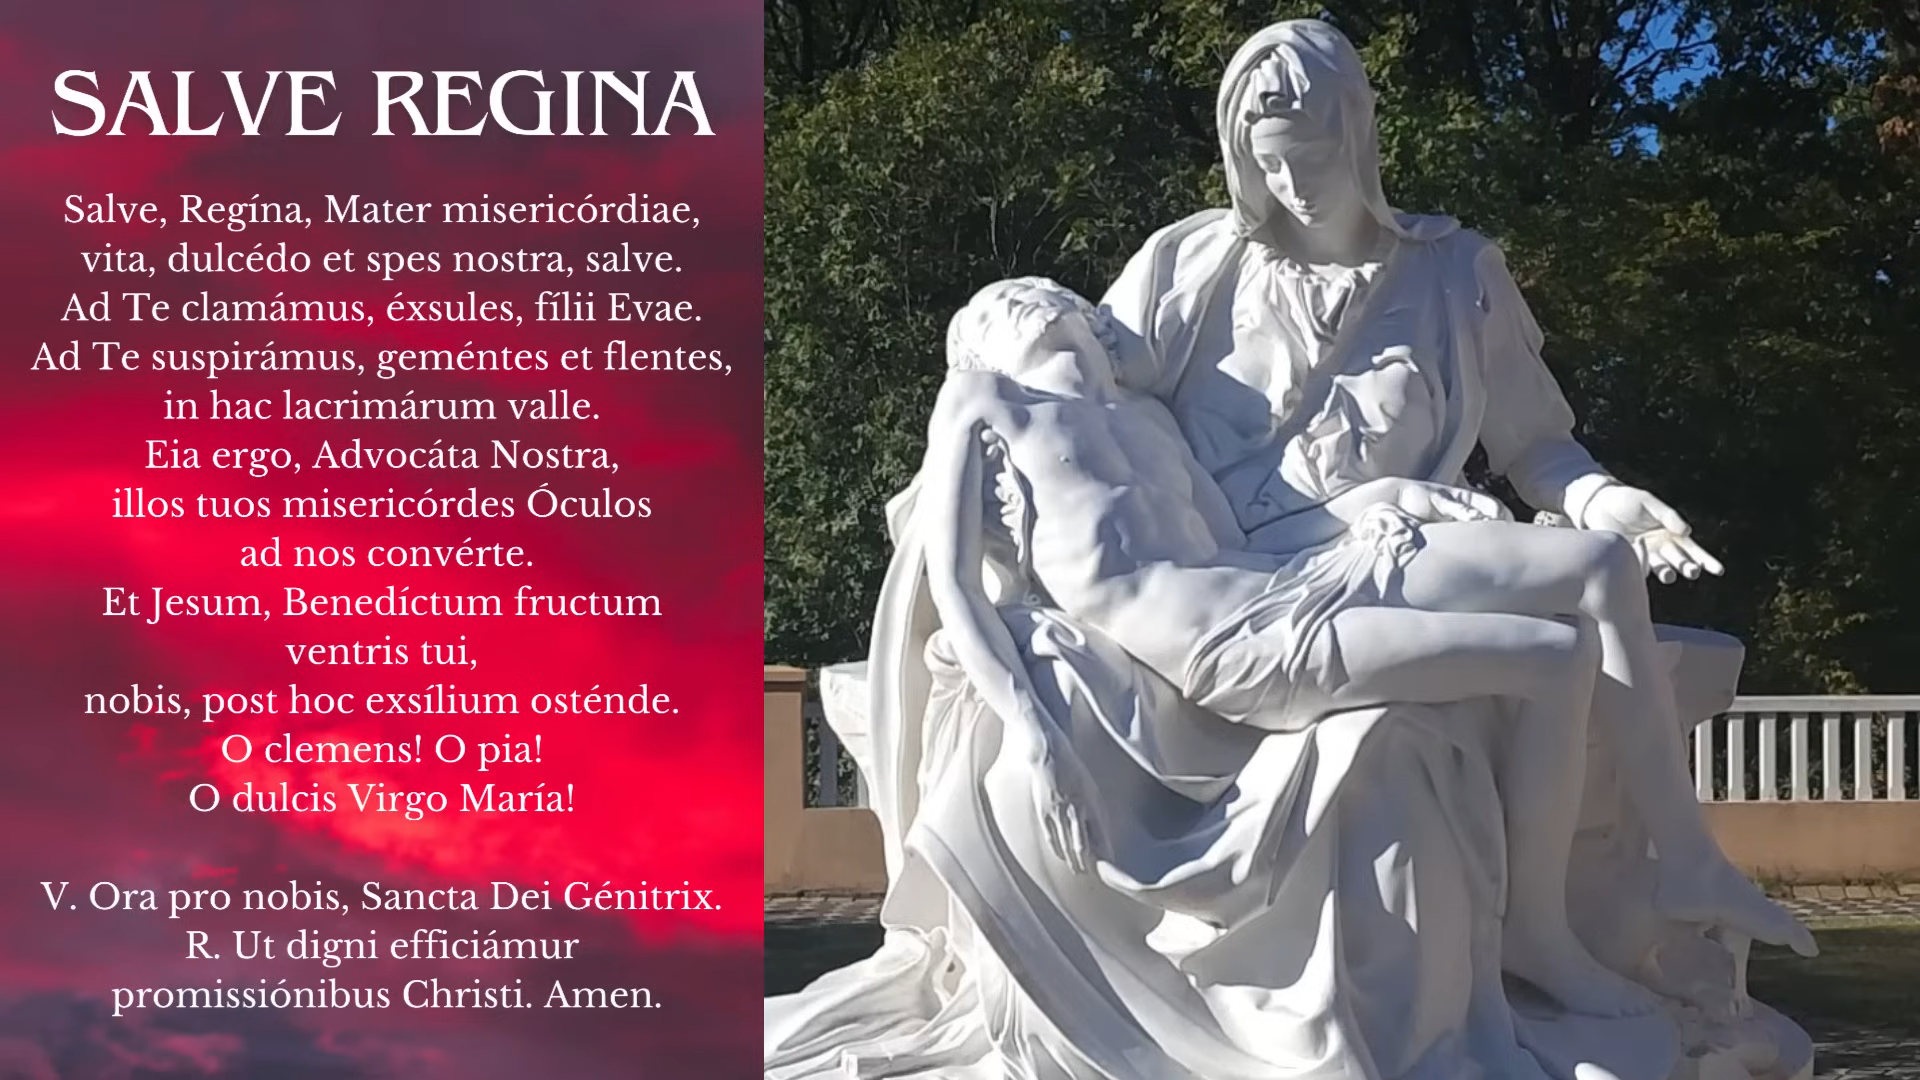 SALVE REGINA
Salve, Regína, Mater misericórdiae,
vita, dulcédo et spes nostra, salve.
Ad Te clamámus, éxsules, fílii Evae.
Ad Te suspirámus, geméntes et flentes,
in hac lacrimárum valle.
Eia ergo, Advocáta Nostra,
illos tuos misericórdes Óculos
ad nos convérte.
Et Jesum, Benedíctum fructum
ventris tui,
nobis, post hoc exsílium osténde.
O clemens! O pia!
O dulcis Virgo María!
V. Ora pro nobis, Sancta Dei Génitrix.
R. Ut digni efficiámur
promissiónibus Christi. Amen.